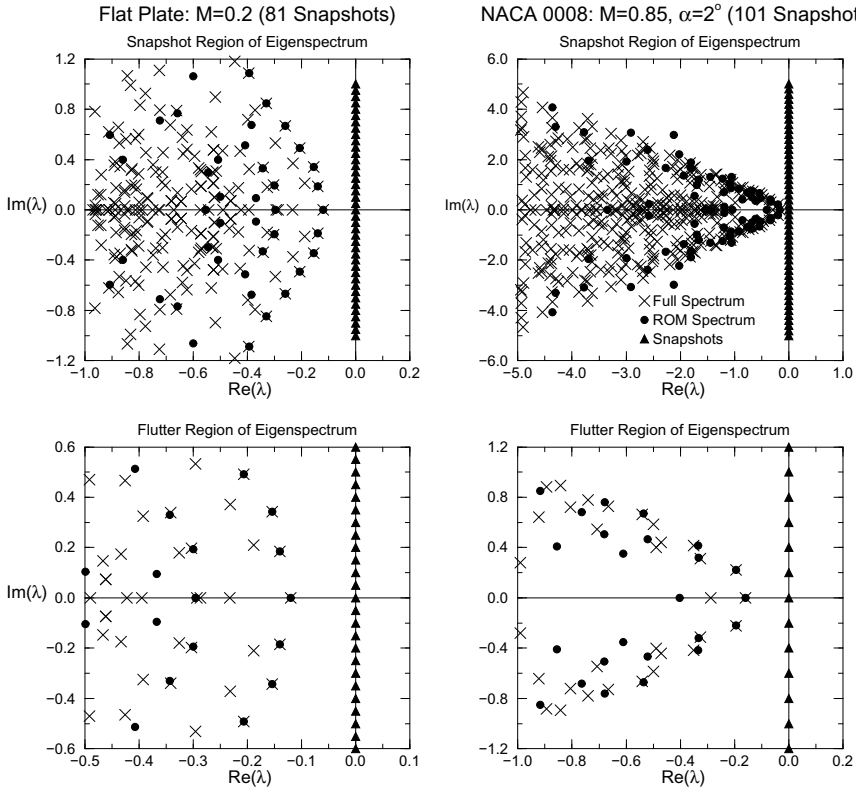 Flat Plate: M=0.2 (81 Snapshots)
Snapshot Region of Eigenspectrum
1.2
0.8
0.4
0.0
−0.4
−0.8
−1.2
Im(λ)
−1.0 −0.8 −0.6 −0.4 −0.2 0.0 0.2
Re(λ)
NACA 0008: M=0.85, α=2° (101 Snapshot
Snapshot Region of Eigenspectrum
6.0
4.0
2.0
0.0
−2.0
−4.0
−6.0
Im(λ)
Full Spectrum
ROM Spectrum
Snapshots
−5.0 −4.0 −3.0 −2.0 −1.0 0.0 1.0
Re(λ)
Flutter Region of Eigenspectrum
0.6
0.4
0.2
0.0
−0.2
−0.4
−0.6
Im(λ)
−0.5 −0.4 −0.3 −0.2 −0.1 0.0 0.1
Re(λ)
Flutter Region of Eigenspectrum
1.2
0.8
0.4
0.0
−0.4
−0.8
−1.2
−1.0 −0.8 −0.6 −0.4 −0.2 0.0 0.2
Re(λ)